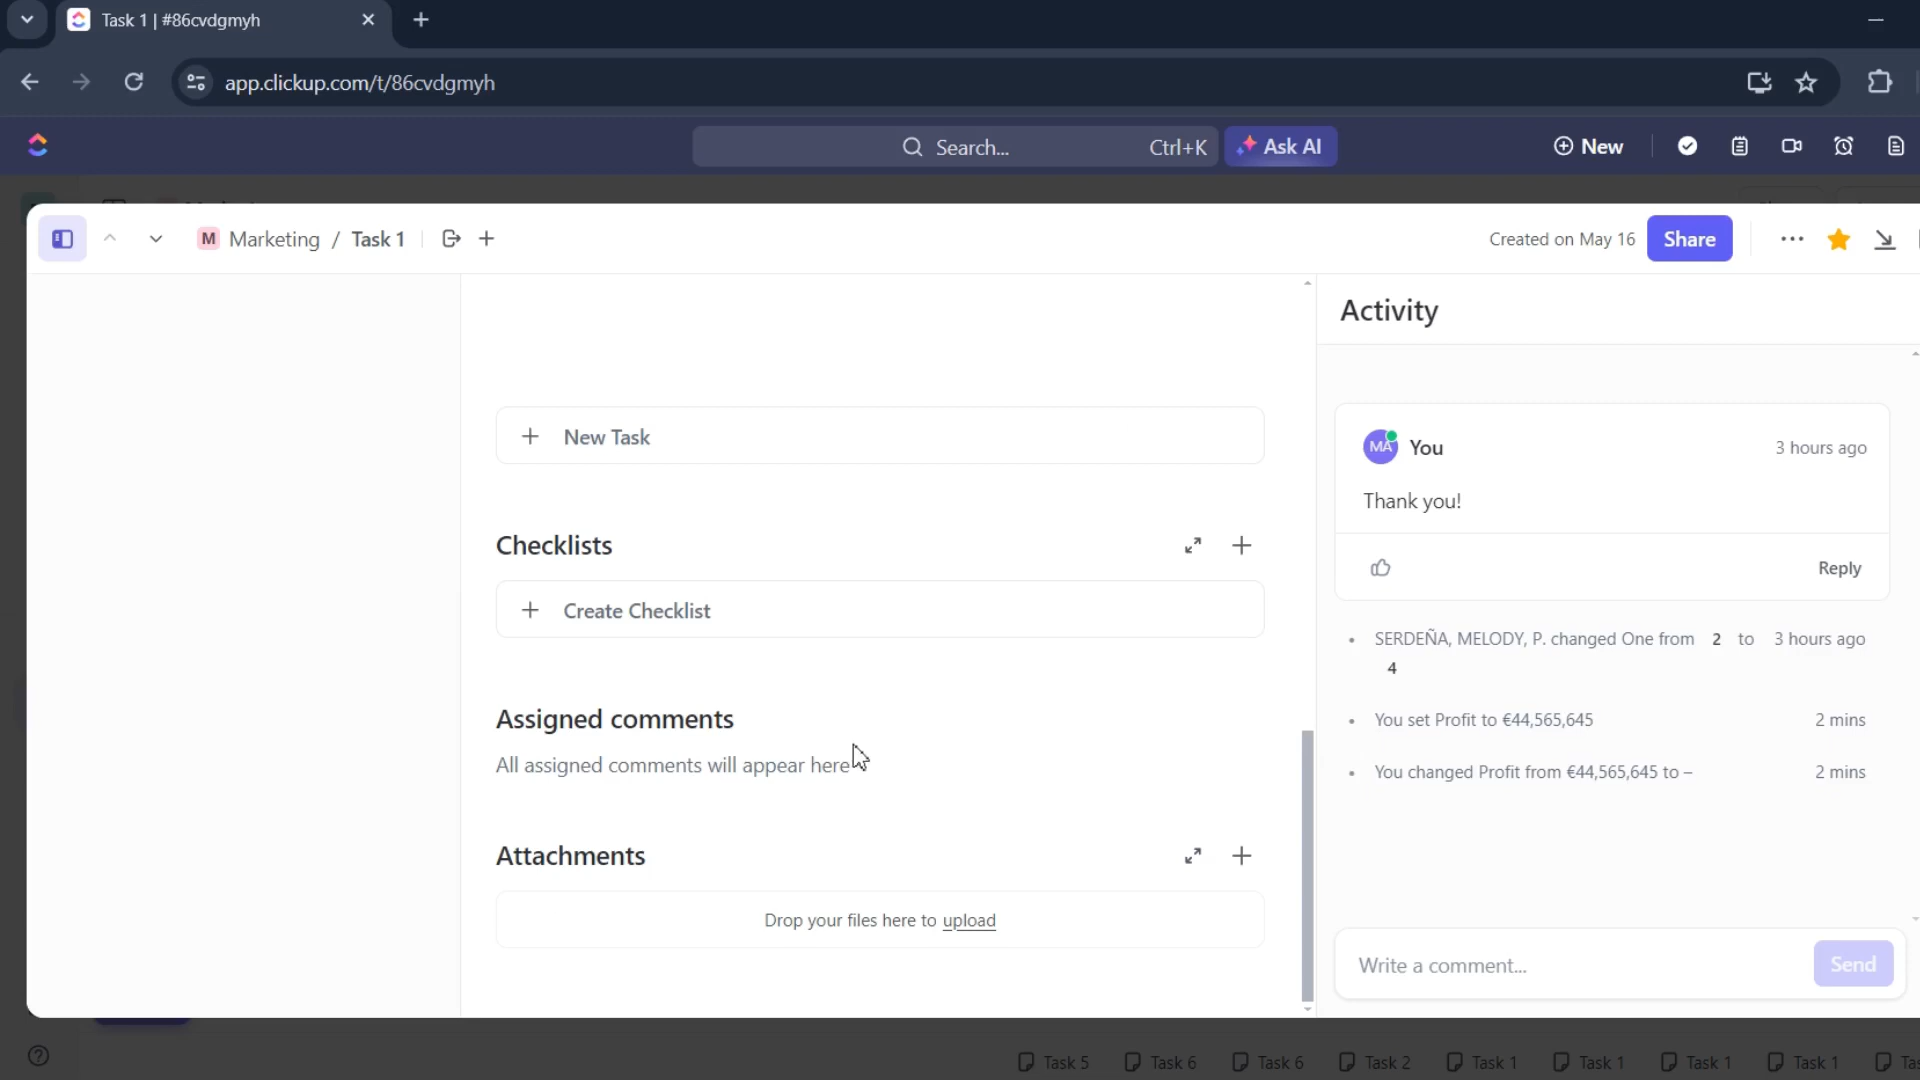 Task 1 | #86cvdgmyh
app.clickup.com/t/86cvdgmyh
Search... Ctrl+K Ask AI New
M Marketing / Task 1 Created on May 16 Share
Activity
New Task
MA You 3 hours ago
Thank you!
Reply
Checklists
Create Checklist
SERDEÑA, MELODY, P. changed One from 2 to 3 hours ago
4
Assigned comments
All assigned comments will appear here
You set Profit to €44,565,645 2 mins
You changed Profit from €44,565,645 to – 2 mins
Attachments
Drop your files here to upload
Write a comment... Send
Task 5 Task 6 Task 6 Task 2 Task 1 Task 1 Task 1 Task 1